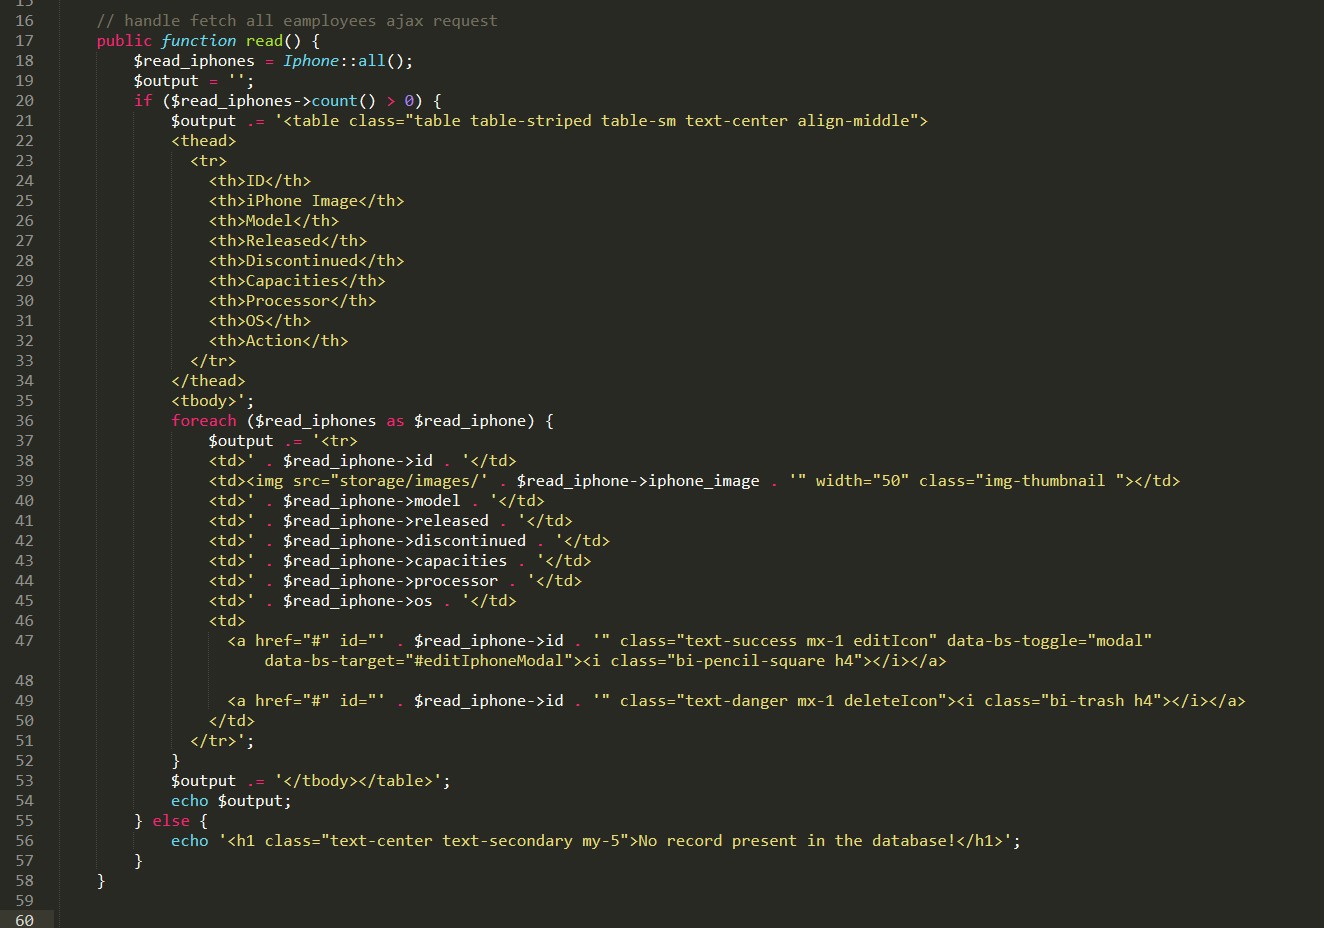 15
16 // handle fetch all eamployees ajax request
17 public function read() {
18 $read_iphones = Iphone::all();
19 $output = '';
20 if ($read_iphones->count() > 0) {
21 $output .= '<table class="table table-striped table-sm text-center align-middle">
22 <thead>
23 <tr>
24 <th>ID</th>
25 <th>iPhone Image</th>
26 <th>Model</th>
27 <th>Released</th>
28 <th>Discontinued</th>
29 <th>Capacities</th>
30 <th>Processor</th>
31 <th>OS</th>
32 <th>Action</th>
33 </tr>
34 </thead>
35 <tbody>';
36 foreach ($read_iphones as $read_iphone) {
37 $output .= '<tr>
38 <td>' . $read_iphone->id . '</td>
39 <td><img src="storage/images/' . $read_iphone->iphone_image . '" width="50" class="img-thumbnail "></td>
40 <td>' . $read_iphone->model . '</td>
41 <td>' . $read_iphone->released . '</td>
42 <td>' . $read_iphone->discontinued . '</td>
43 <td>' . $read_iphone->capacities . '</td>
44 <td>' . $read_iphone->processor . '</td>
45 <td>' . $read_iphone->os . '</td>
46 <td>
47 <a href="#" id="' . $read_iphone->id . '" class="text-success mx-1 editIcon" data-bs-toggle="modal"
data-bs-target="#editIphoneModal"><i class="bi-pencil-square h4"></i></a>
48
49 <a href="#" id="' . $read_iphone->id . '" class="text-danger mx-1 deleteIcon"><i class="bi-trash h4"></i></a>
50 </td>
51 </tr>';
52 }
53 $output .= '</tbody></table>';
54 echo $output;
55 } else {
56 echo '<h1 class="text-center text-secondary my-5">No record present in the database!</h1>';
57 }
58 }
59
60